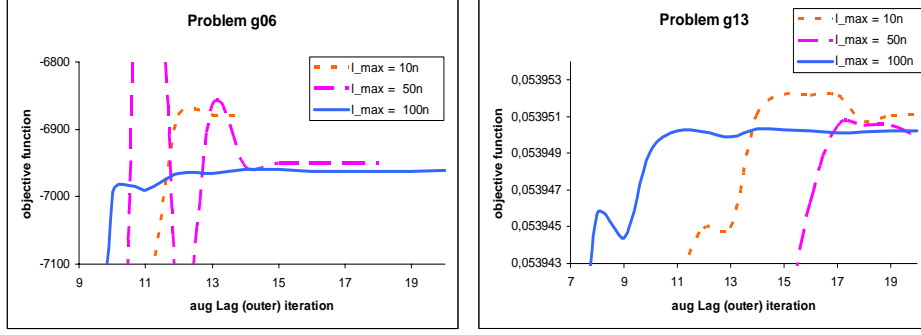 Problem g06
l_max = 10n
l_max = 50n
l_max = 100n
objective function
-6800
-6900
-7000
-7100
9 11 13 15 17 19
aug Lag (outer) iteration
Problem g13
l_max = 10n
l_max = 50n
l_max = 100n
objective function
0,053953
0,053951
0,053949
0,053947
0,053945
0,053943
7 9 11 13 15 17 19
aug Lag (outer) iteration